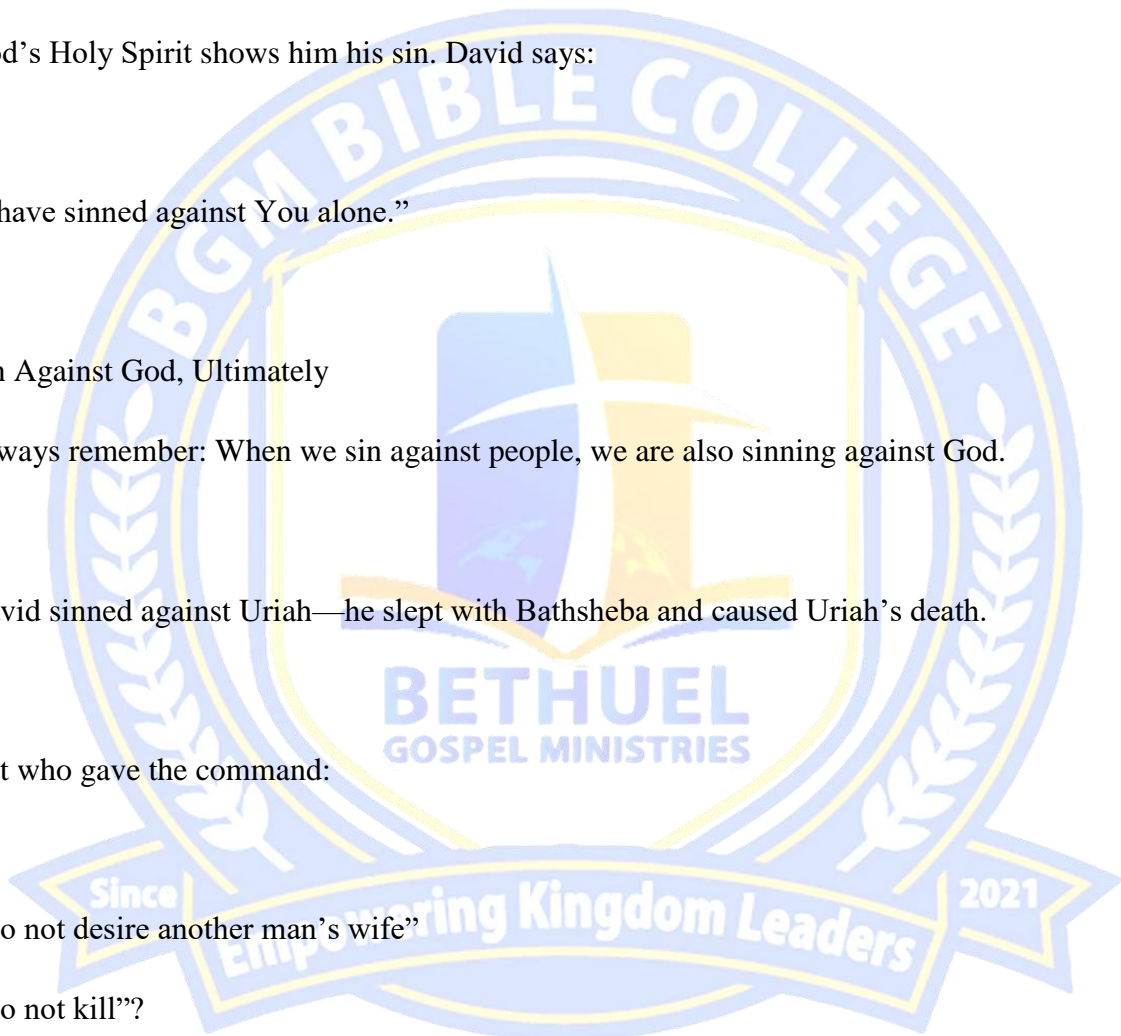 od’s Holy Spirit shows him his sin. David says:
BGM BIBLE COLLEGE
have sinned against You alone.”
n Against God, Ultimately
ways remember: When we sin against people, we are also sinning against God.
vid sinned against Uriah—he slept with Bathsheba and caused Uriah’s death.
BETHUEL
GOSPEL MINISTRIES
t who gave the command:
Since
2021
Empowering Kingdom Leaders
o not desire another man’s wife”
o not kill”?